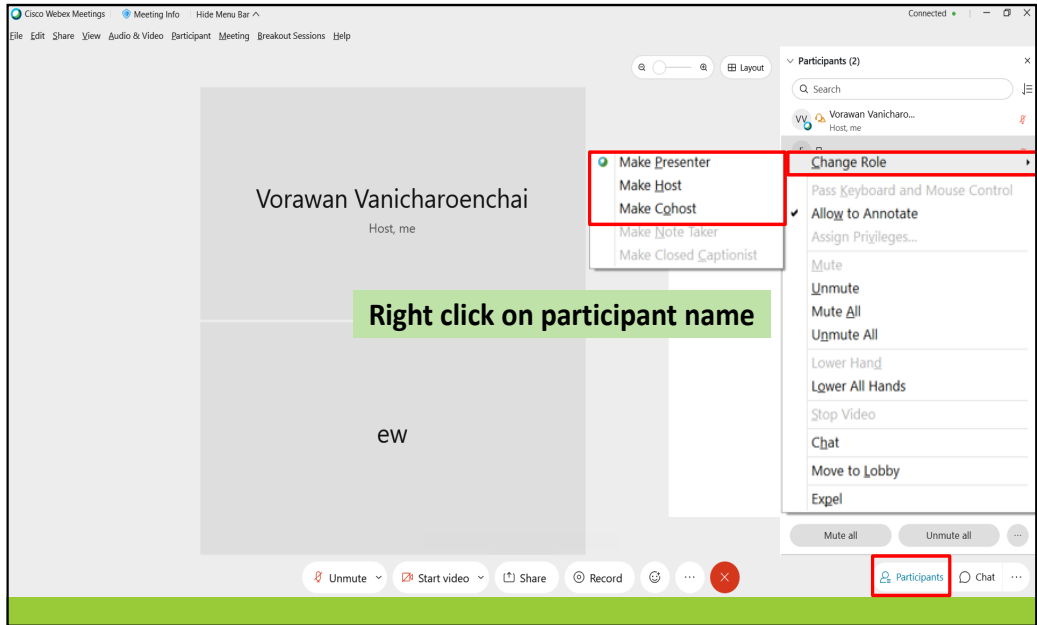 Cisco Webex Meetings Meeting Info Hide Menu Bar
Connected
File Edit Share View Audio & Video Participant Meeting Breakout Sessions Help
Layout
Participants (2)
Search
VV
Vorawan Vanicharo...
Host, me
Make Presenter
Make Host
Make Cohost
Make Note Taker
Make Closed Captionist
Change Role
Pass Keyboard and Mouse Control
Allow to Annotate
Assign Privileges...
Mute
Unmute
Mute All
Unmute All
Lower Hand
Lower All Hands
Stop Video
Chat
Move to Lobby
Expel
Vorawan Vanicharoenchai
Host, me
Right click on participant name
ew
Mute all Unmute all ...
Unmute Start video Share Record ... Participants Chat ...